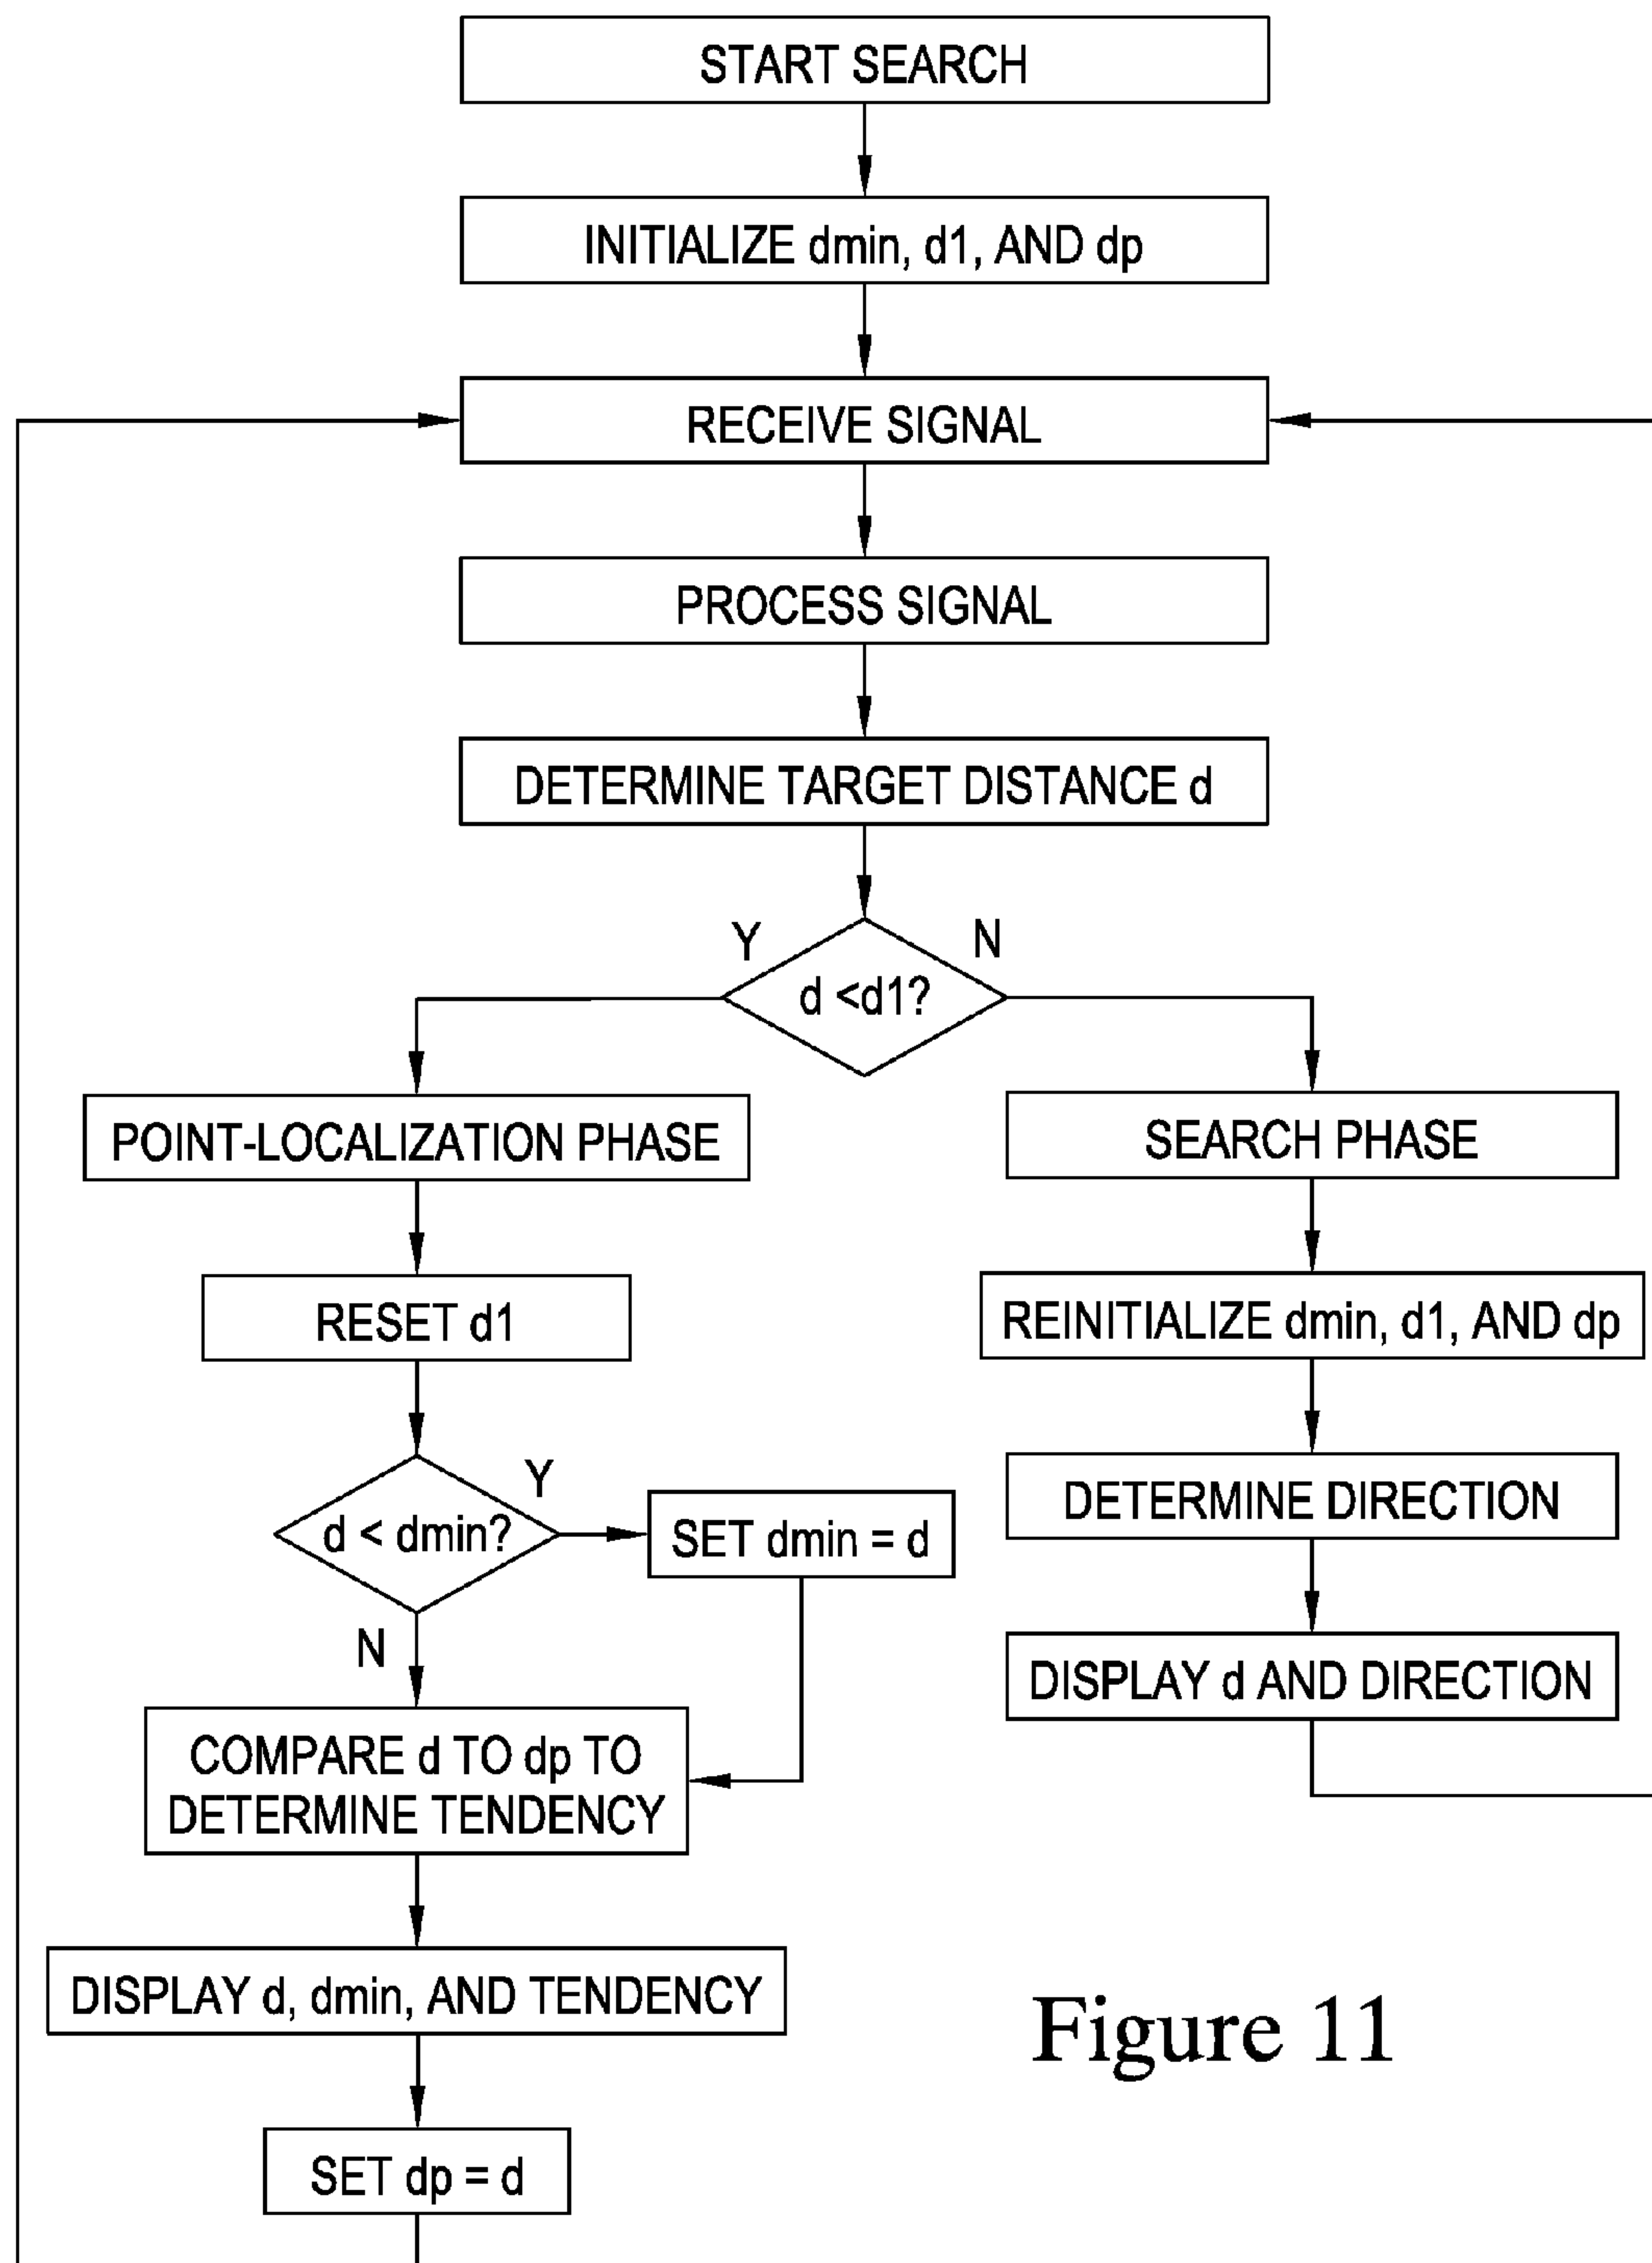 START SEARCH
INITIALIZE dmin, d1, AND dp
RECEIVE SIGNAL
PROCESS SIGNAL
DETERMINE TARGET DISTANCE d
Y
N
d <d1?
POINT-LOCALIZATION PHASE
RESET d1
d < dmin?
Y
SET dmin = d
N
COMPARE d TO dp TO
DETERMINE TENDENCY
DISPLAY d, dmin, AND TENDENCY
SET dp = d
SEARCH PHASE
REINITIALIZE dmin, d1, AND dp
DETERMINE DIRECTION
DISPLAY d AND DIRECTION
Figure 11